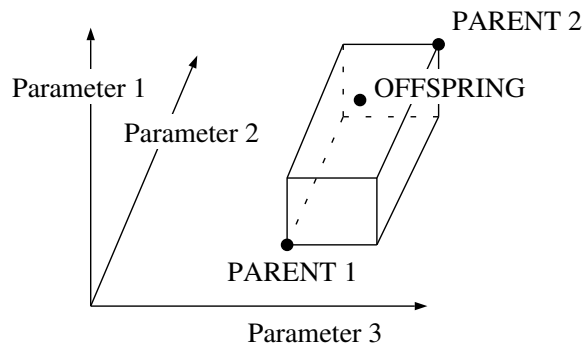 PARENT 2
Parameter 1
OFFSPRING
Parameter 2
PARENT 1
Parameter 3